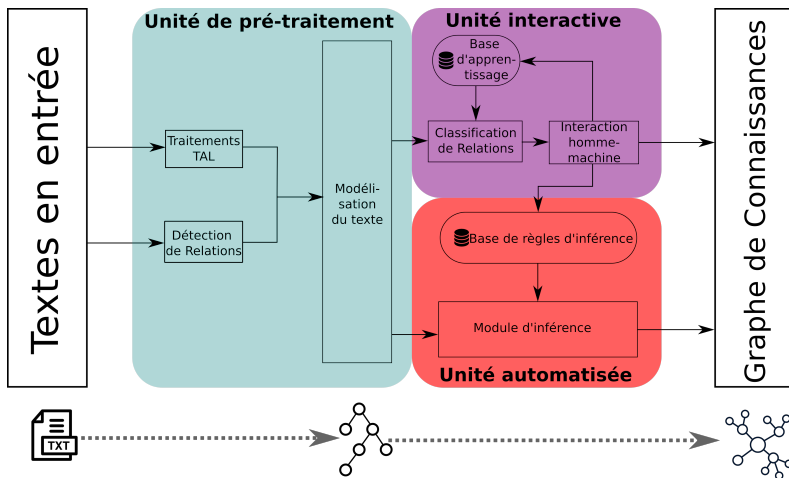 Textes en entrée
Unité de pré-traitement
Traitements
TAL
Détection
de Relations
Modéli-
sation
du texte
Unité interactive
Base
d'appren-
tissage
Classification
de Relations
Interaction
homme-
machine
Base de règles d'inférence
Module d'inférence
Unité automatisée
Graphe de Connaissances
TXT